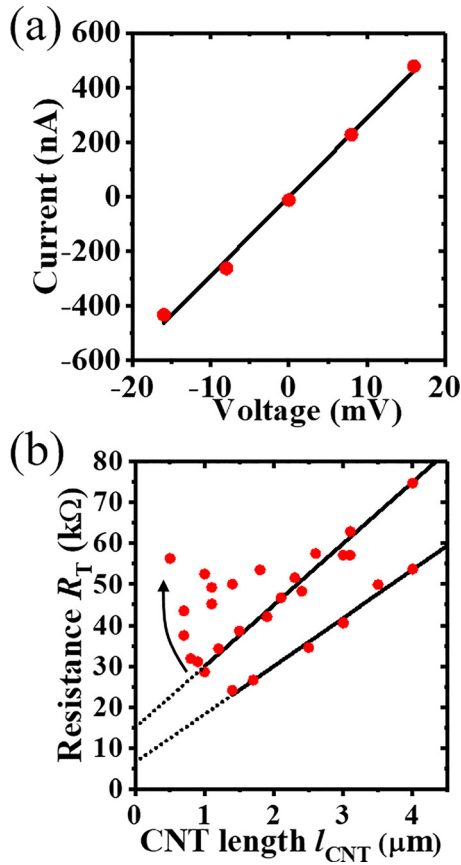 (a)
600
400
200
0
-200
-400
-600
Current (nA)
-20 -10 0 10 20
Voltage (mV)
(b)
80
70
60
50
40
30
20
10
0
Resistance R_T (kΩ)
0 1 2 3 4
CNT length l_CNT (μm)